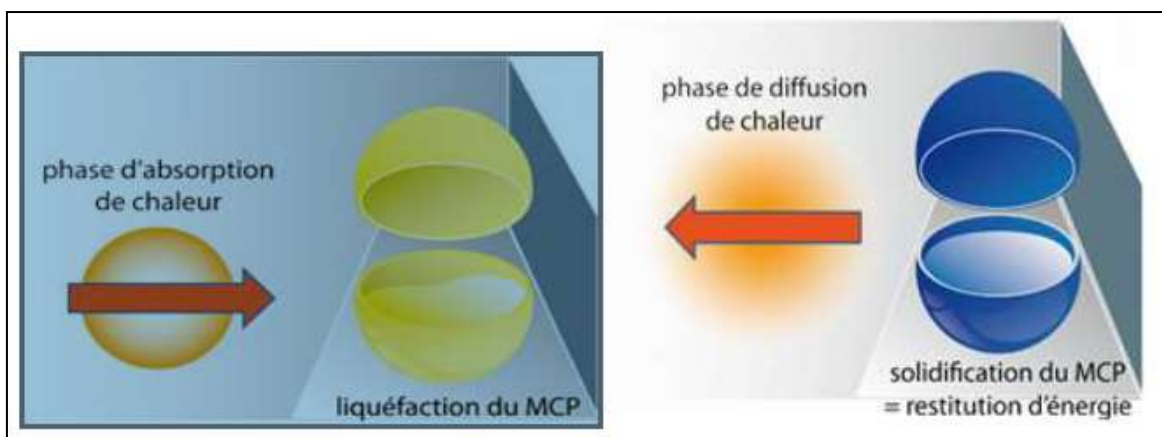 phase d'absorption
de chaleur
liquéfaction du MCP
phase de diffusion
de chaleur
solidification du MCP
= restitution d'énergie